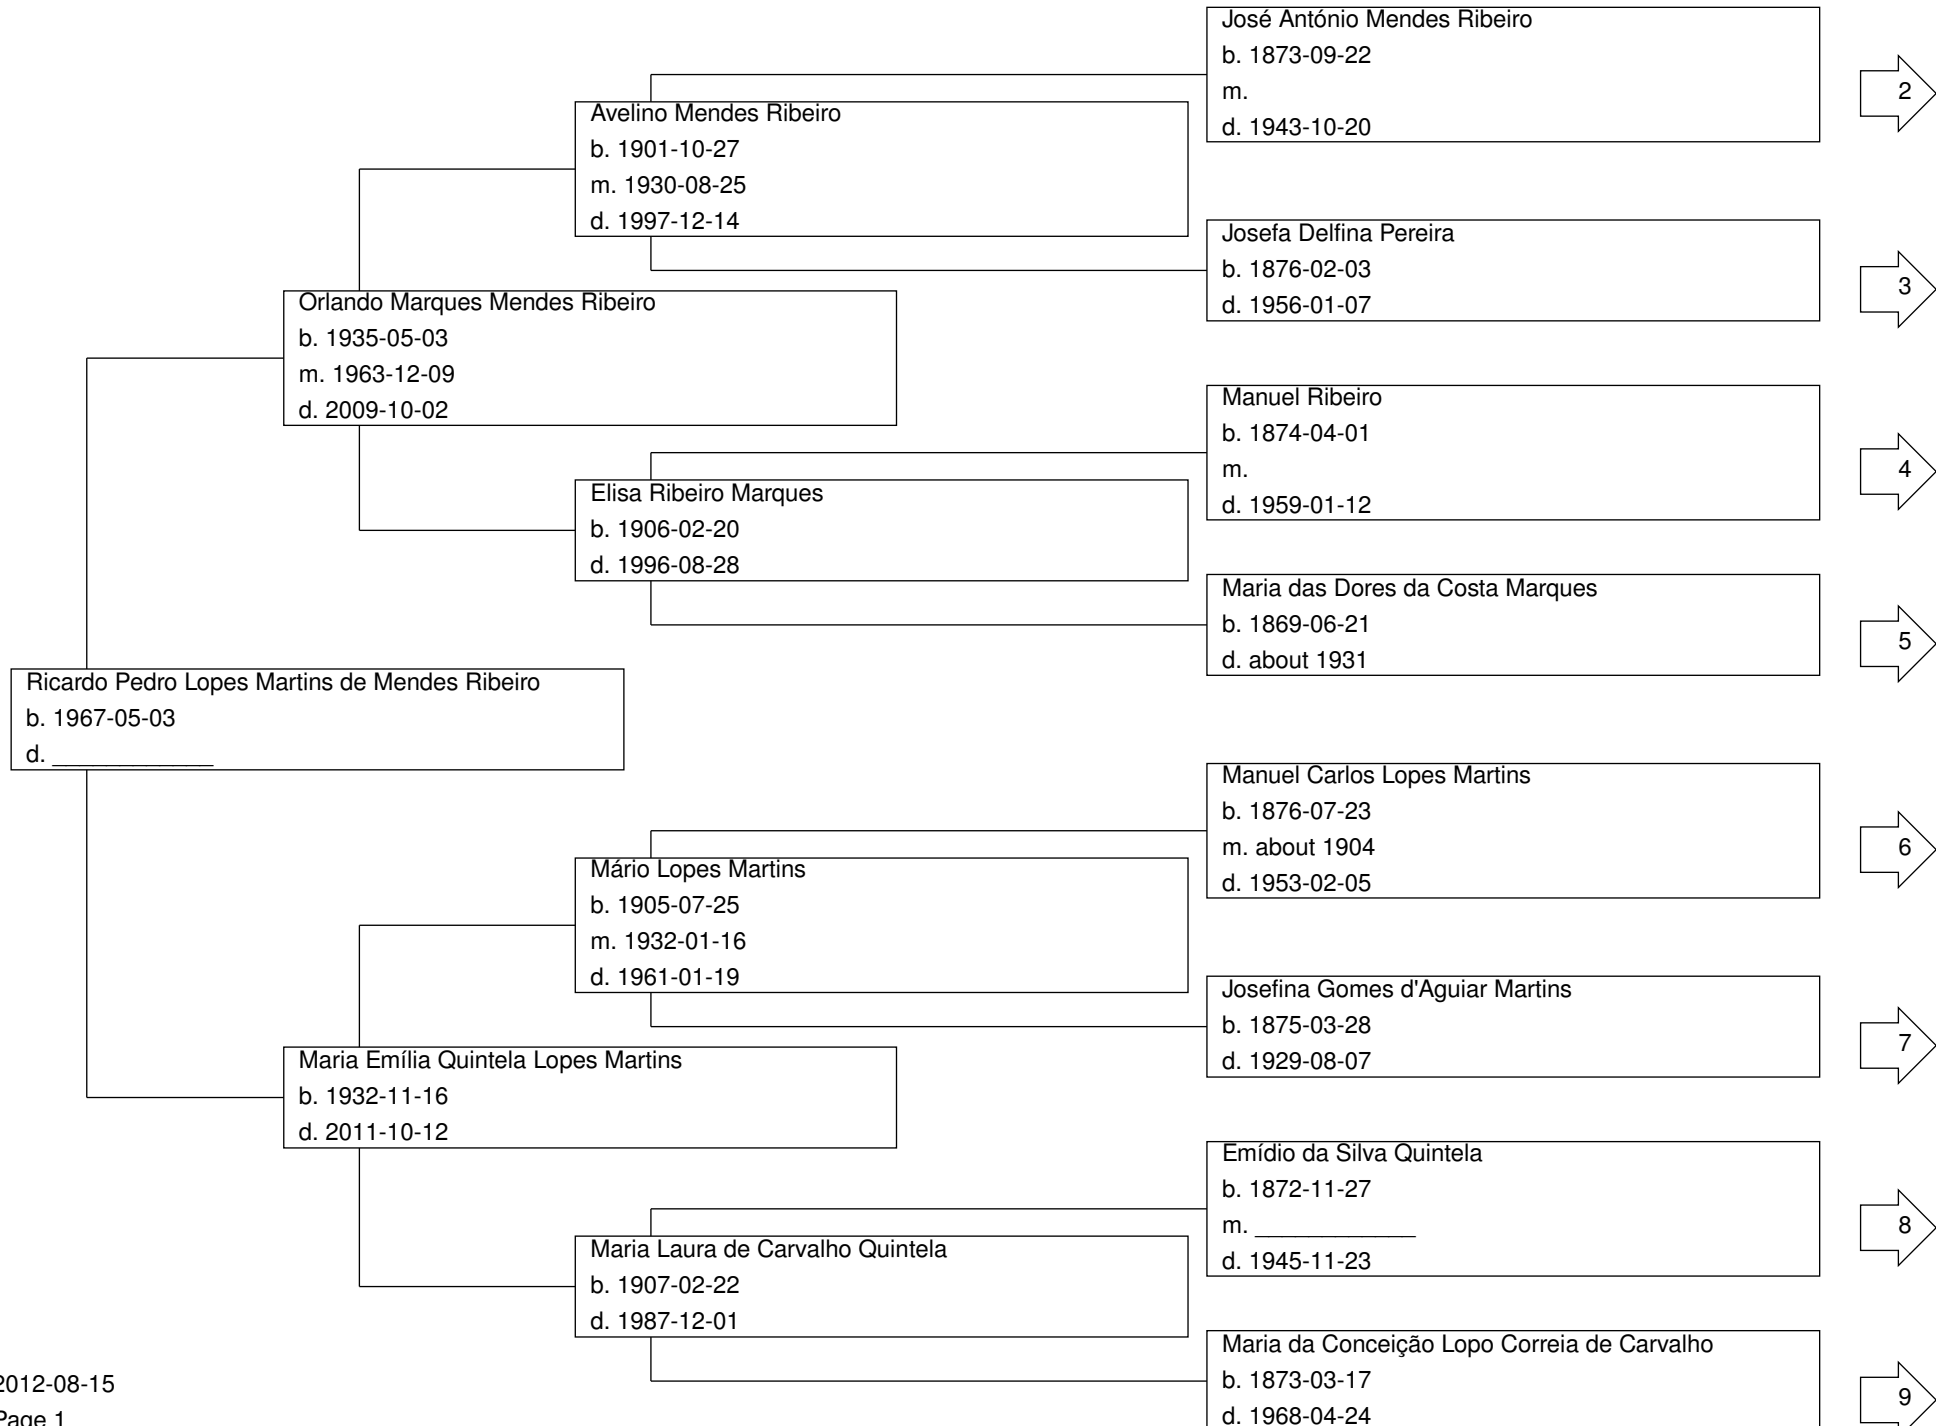 José António Mendes Ribeiro
b. 1873-09-22
m.
d. 1943-10-20
2
Avelino Mendes Ribeiro
b. 1901-10-27
m. 1930-08-25
d. 1997-12-14
Josefa Delfina Pereira
b. 1876-02-03
d. 1956-01-07
3
Orlando Marques Mendes Ribeiro
b. 1935-05-03
m. 1963-12-09
d. 2009-10-02
Manuel Ribeiro
b. 1874-04-01
m.
d. 1959-01-12
4
Elisa Ribeiro Marques
b. 1906-02-20
d. 1996-08-28
Maria das Dores da Costa Marques
b. 1869-06-21
d. about 1931
5
Ricardo Pedro Lopes Martins de Mendes Ribeiro
b. 1967-05-03
d. ____________
Manuel Carlos Lopes Martins
b. 1876-07-23
m. about 1904
d. 1953-02-05
6
Mário Lopes Martins
b. 1905-07-25
m. 1932-01-16
d. 1961-01-19
Josefina Gomes d'Aguiar Martins
b. 1875-03-28
d. 1929-08-07
7
Maria Emília Quintela Lopes Martins
b. 1932-11-16
d. 2011-10-12
Emídio da Silva Quintela
b. 1872-11-27
m. ____________
d. 1945-11-23
8
Maria Laura de Carvalho Quintela
b. 1907-02-22
d. 1987-12-01
Maria da Conceição Lopo Correia de Carvalho
b. 1873-03-17
d. 1968-04-24
9
2012-08-15
Page 1